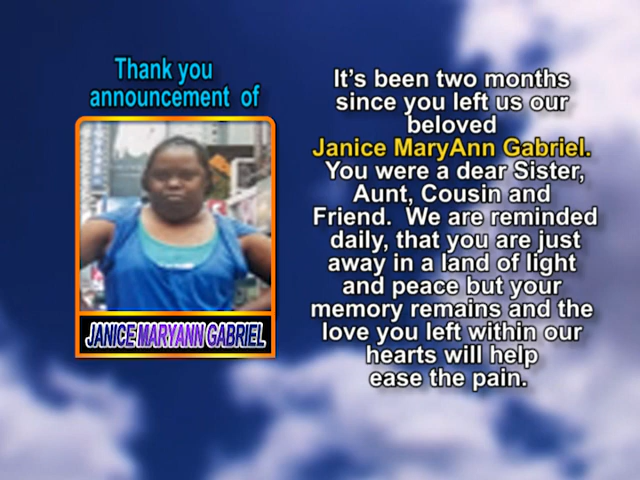 Thank you
announcement of
JANICE MARYANN GABRIEL
It's been two months
since you left us our
beloved
Janice MaryAnn Gabriel.
You were a dear Sister,
Aunt, Cousin and
Friend. We are reminded
daily, that you are just
away in a land of light
and peace but your
memory remains and the
love you left within our
hearts will help
ease the pain.